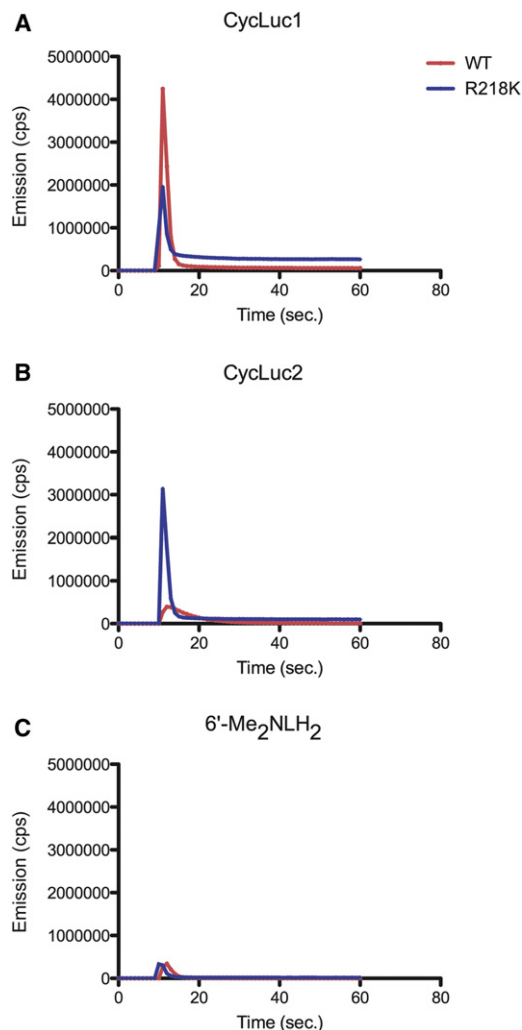 A
CycLuc1
WT
R218K
Emission (cps)
5000000
4000000
3000000
2000000
1000000
0
0 20 40 60 80
Time (sec.)
B
CycLuc2
Emission (cps)
5000000
4000000
3000000
2000000
1000000
0
0 20 40 60 80
Time (sec.)
C
6'-Me2NLH2
Emission (cps)
5000000
4000000
3000000
2000000
1000000
0
0 20 40 60 80
Time (sec.)